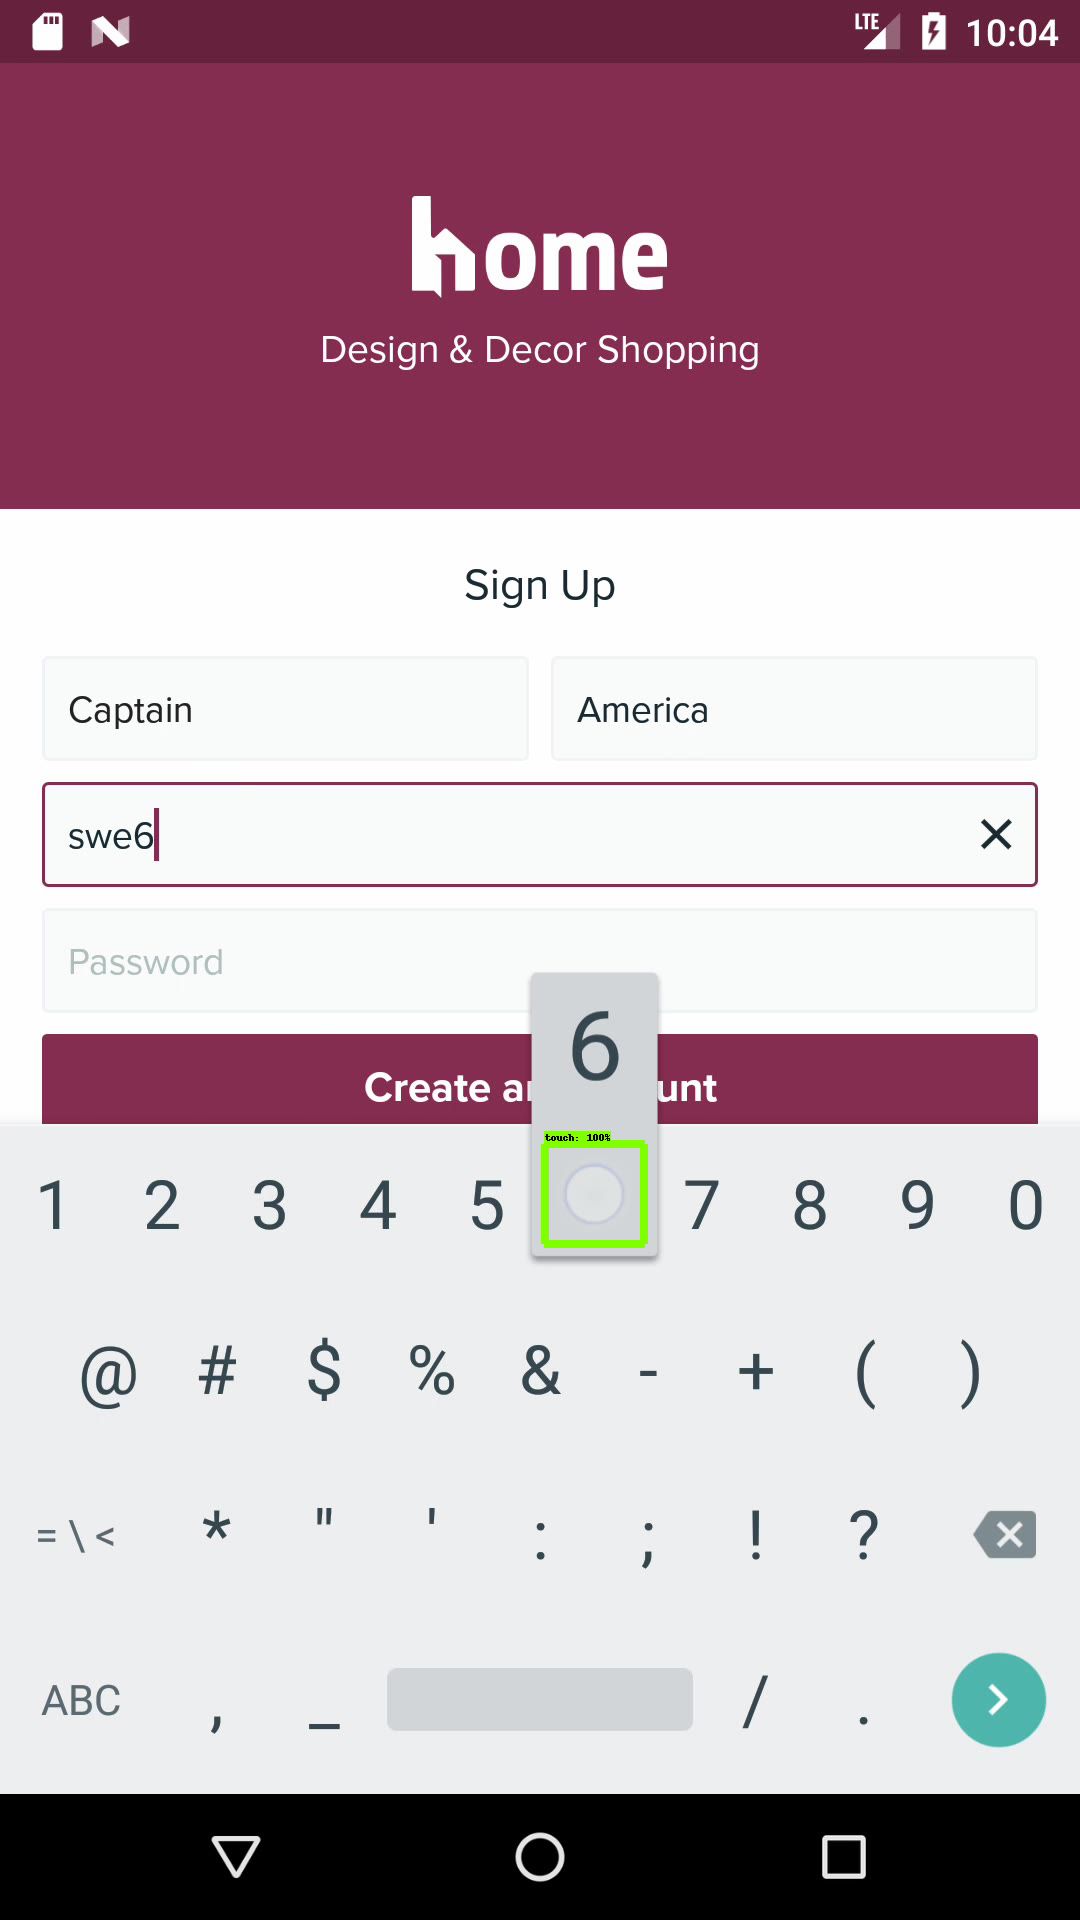 LTE 10:04
home
Design & Decor Shopping
Sign Up
Captain America
swe6
Password
6
Create an unt
touch: 100%
1 2 3 4 5 7 8 9 0
@ # $ % & - + ( )
= \ < * " ' : ; ! ?
ABC , _ / .